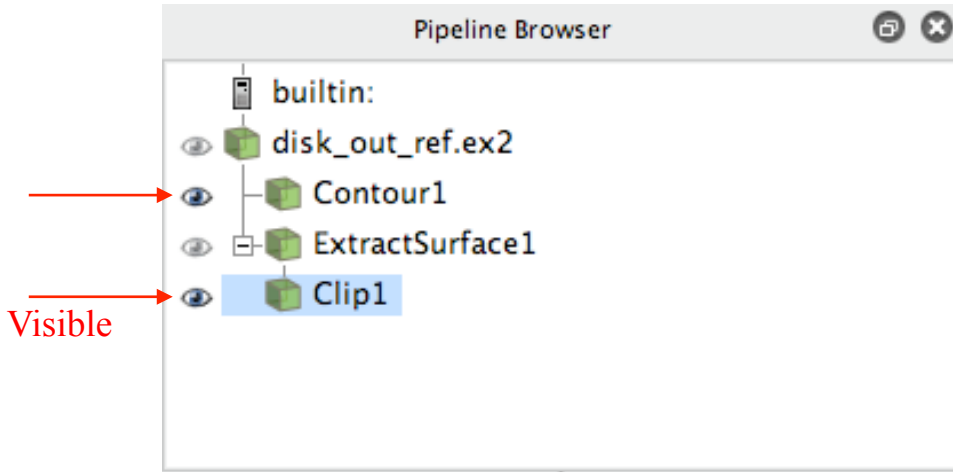 Pipeline Browser
builtin:
disk_out_ref.ex2
Contour1
ExtractSurface1
Clip1
Visible